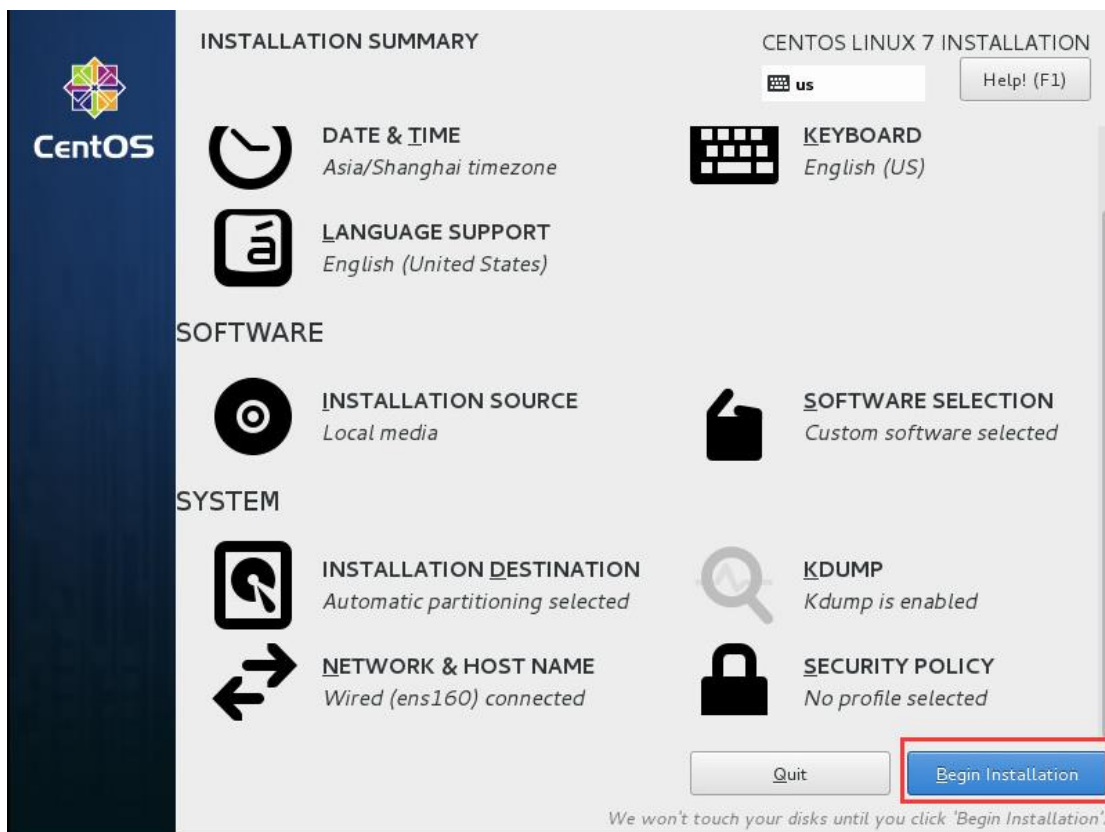 INSTALLATION SUMMARY
CENTOS LINUX 7 INSTALLATION
us
Help! (F1)
CentOS
DATE & TIME
Asia/Shanghai timezone
KEYBOARD
English (US)
á
LANGUAGE SUPPORT
English (United States)
SOFTWARE
INSTALLATION SOURCE
Local media
SOFTWARE SELECTION
Custom software selected
SYSTEM
INSTALLATION DESTINATION
Automatic partitioning selected
KDUMP
Kdump is enabled
NETWORK & HOST NAME
Wired (ens160) connected
SECURITY POLICY
No profile selected
Quit
Begin Installation
We won't touch your disks until you click 'Begin Installation'.